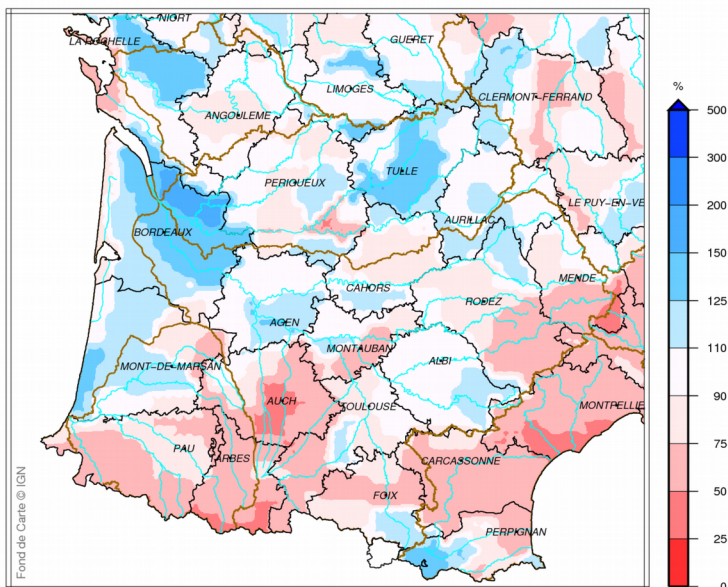 NIORT
LA ROCHELLE
GUERET
%
500
LIMOGES
CLERMONT-FERRAND
ANGOULEME
300
TULLE
PERIGUEUX
200
LE PUY-EN-VE
AURILLAC
BORDEAUX
150
MENDE
CAHORS
RODEZ
125
AGEN
110
MONTAUBAN
ALBI
MONT-DE-MARSAN
90
AUCH
TOULOUSE
MONTPELLIE
75
PAU
TARBES
CARCASSONNE
50
FOIX
PERPIGNAN
25
0
Fond de Carte © IGN